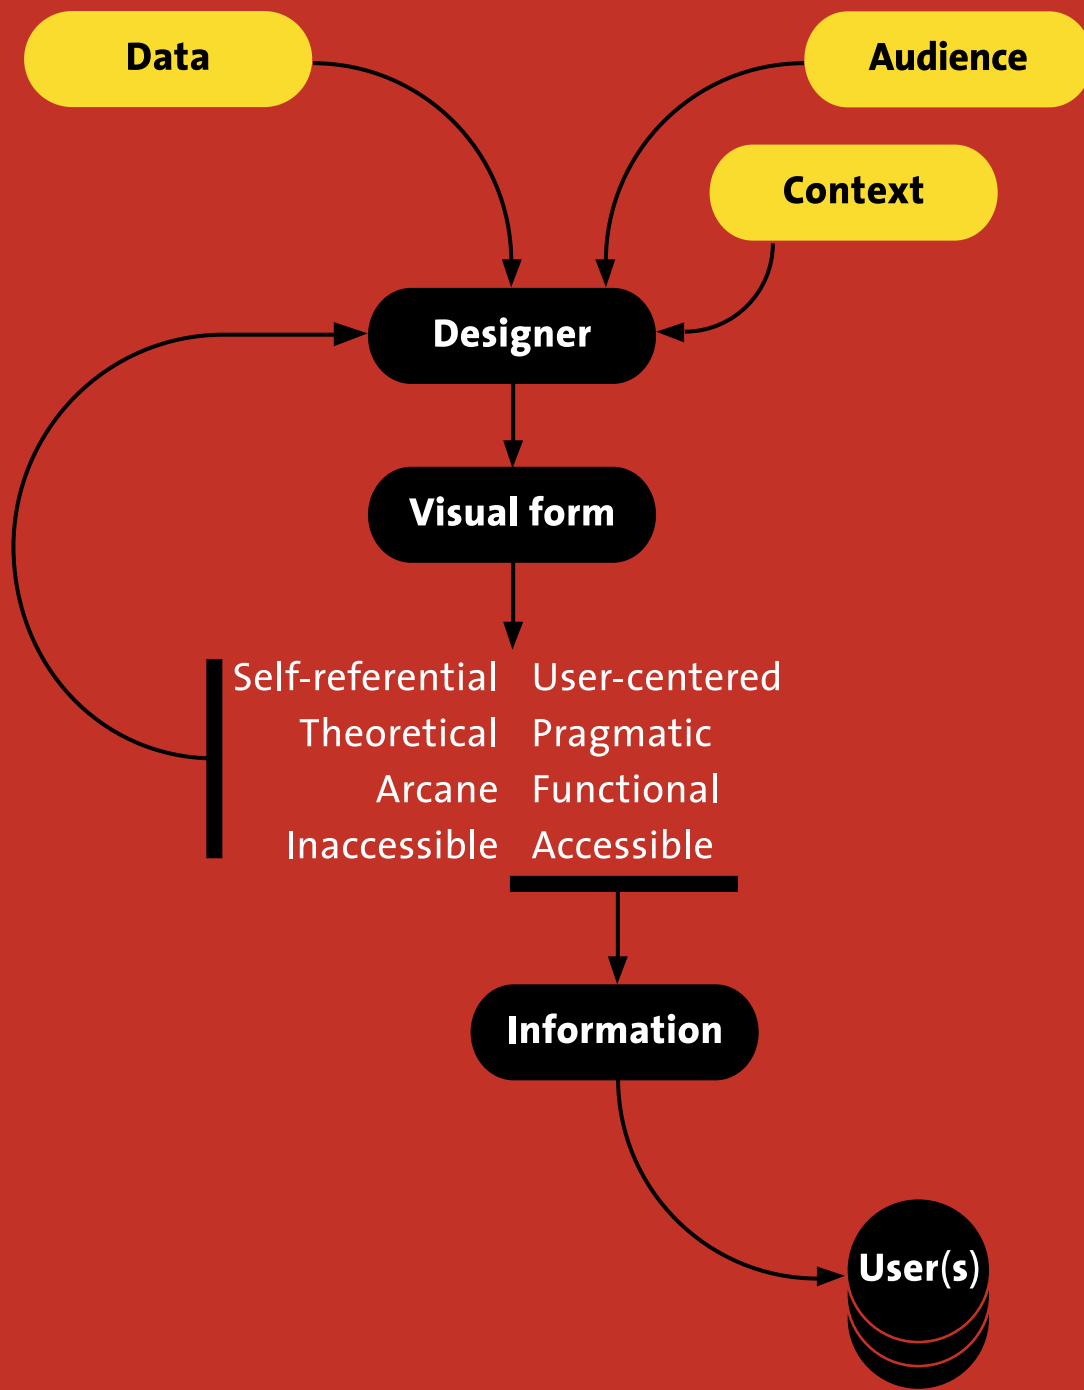 Data
Audience
Context
Designer
Visual form
Self-referential User-centered
Theoretical Pragmatic
Arcane Functional
Inaccessible Accessible
Information
User(s)